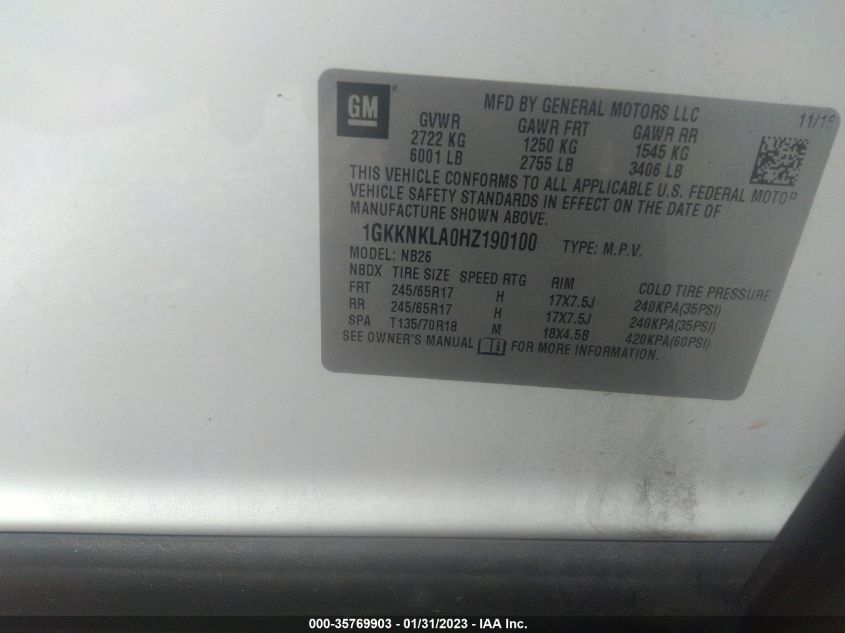 GM
MFD BY GENERAL MOTORS LLC
11/16
GVWR GAWR FRT GAWR RR
2722 KG 1250 KG 1545 KG
6001 LB 2755 LB 3406 LB
THIS VEHICLE CONFORMS TO ALL APPLICABLE U.S. FEDERAL MOTOR
VEHICLE SAFETY STANDARDS IN EFFECT ON THE DATE OF
MANUFACTURE SHOWN ABOVE.
1GKKNKLA0HZ190100 TYPE: M.P.V.
MODEL: NB26
NBDX TIRE SIZE SPEED RTG RIM COLD TIRE PRESSURE
FRT 245/65R17 H 17X7.5J 240KPA(35PSI)
RR 245/65R17 H 17X7.5J 240KPA(35PSI)
SPA T135/70R18 M 18X4.5B 420KPA(60PSI)
SEE OWNER'S MANUAL FOR MORE INFORMATION.
000-35769903 - 01/31/2023 - IAA Inc.